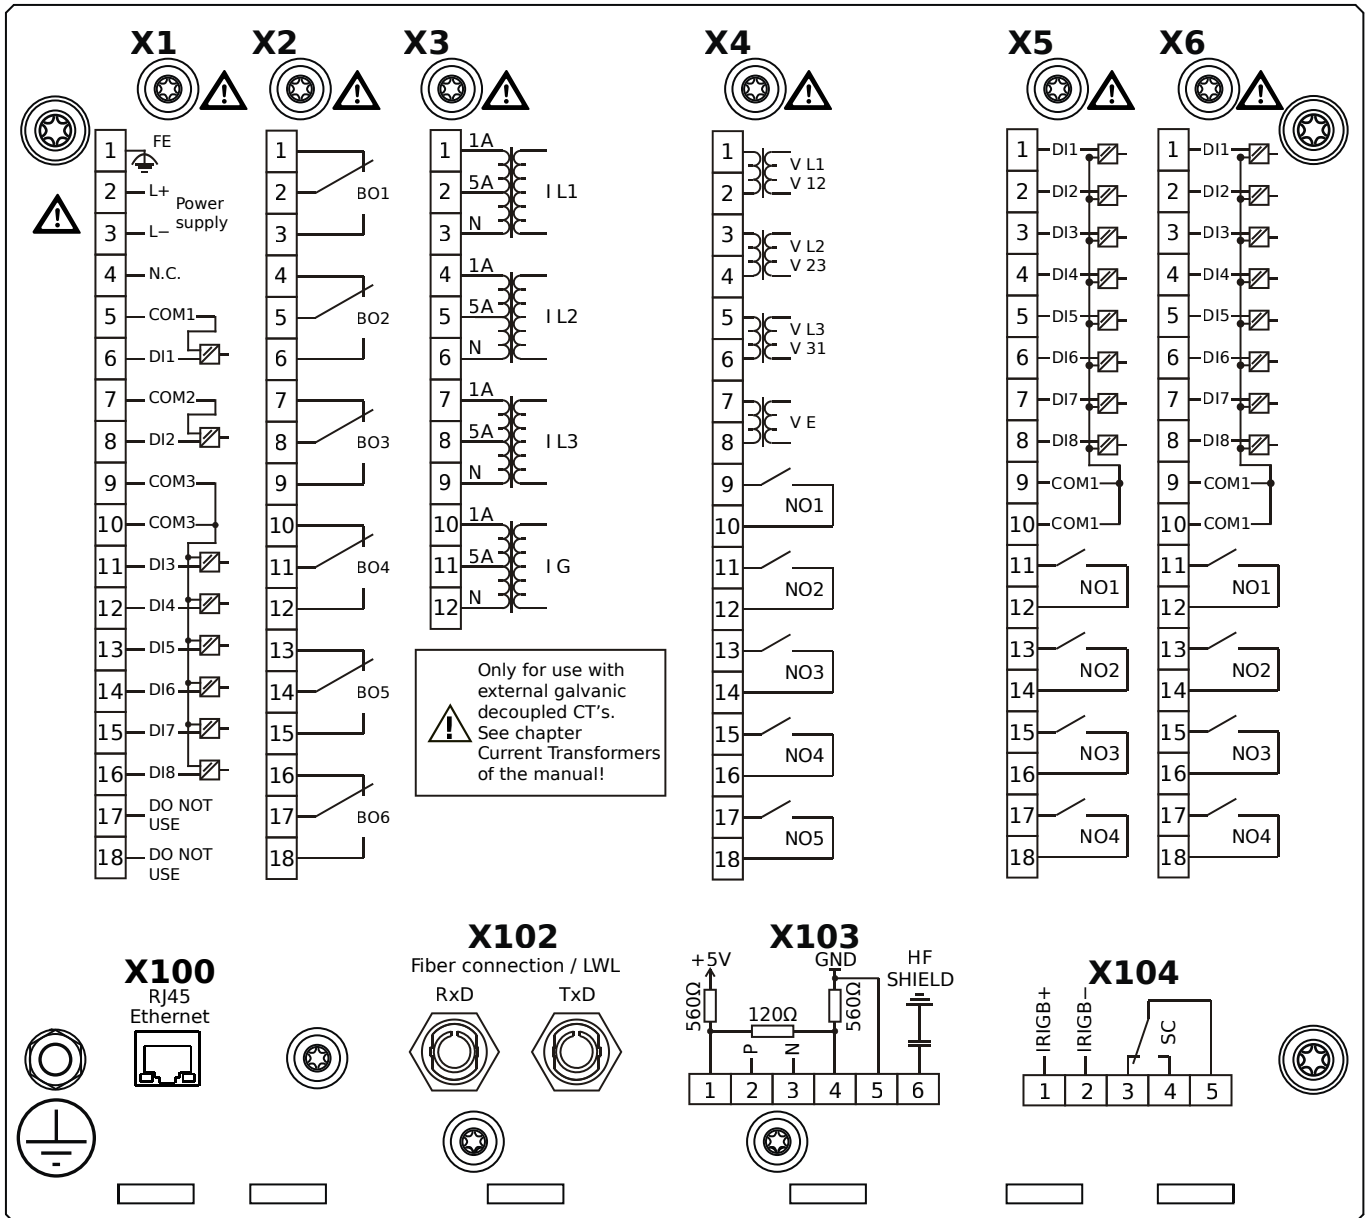 X1
X2
X3
X4
X5
X6
1 FE
2 L+
Power
supply
3 L−
4 N.C.
5 COM1
6 DI1
7 COM2
8 DI2
9 COM3
10 COM3
11 DI3
12 DI4
13 DI5
14 DI6
15 DI7
16 DI8
17 DO NOT
USE
18 DO NOT
USE
1
2 BO1
3
4
5 BO2
6
7
8 BO3
9
10
11 BO4
12
13
14 BO5
15
16
17 BO6
18
1 1A
2 5A I L1
3 N
4 1A
5 5A I L2
6 N
7 1A
8 5A I L3
9 N
10 1A
11 5A I G
12 N
Only for use with
external galvanic
decoupled CT's.
See chapter
Current Transformers
of the manual!
1 V L1
2 V 12
3 V L2
4 V 23
5 V L3
6 V 31
7 V E
8
9 NO1
10
11 NO2
12
13 NO3
14
15 NO4
16
17 NO5
18
1 DI1
2 DI2
3 DI3
4 DI4
5 DI5
6 DI6
7 DI7
8 DI8
9 COM1
10 COM1
11 NO1
12
13 NO2
14
15 NO3
16
17 NO4
18
1 DI1
2 DI2
3 DI3
4 DI4
5 DI5
6 DI6
7 DI7
8 DI8
9 COM1
10 COM1
11 NO1
12
13 NO2
14
15 NO3
16
17 NO4
18
X100
RJ45
Ethernet
X102
Fiber connection / LWL
RxD TxD
X103
+5V GND HF
SHIELD
560Ω 120Ω 560Ω
P N
1 2 3 4 5 6
X104
IRIGB+ IRIGB− SC
1 2 3 4 5